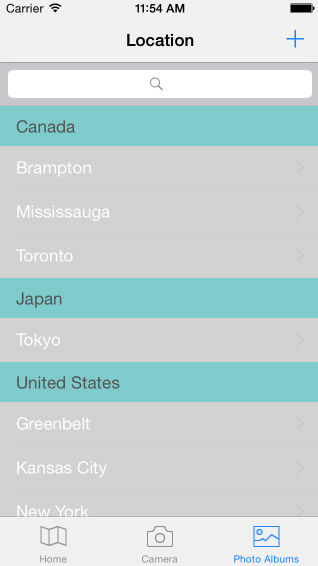 Carrier 11:54 AM
Location +
Canada
Brampton
Mississauga
Toronto
Japan
Tokyo
United States
Greenbelt
Kansas City
New York
Home Camera Photo Albums